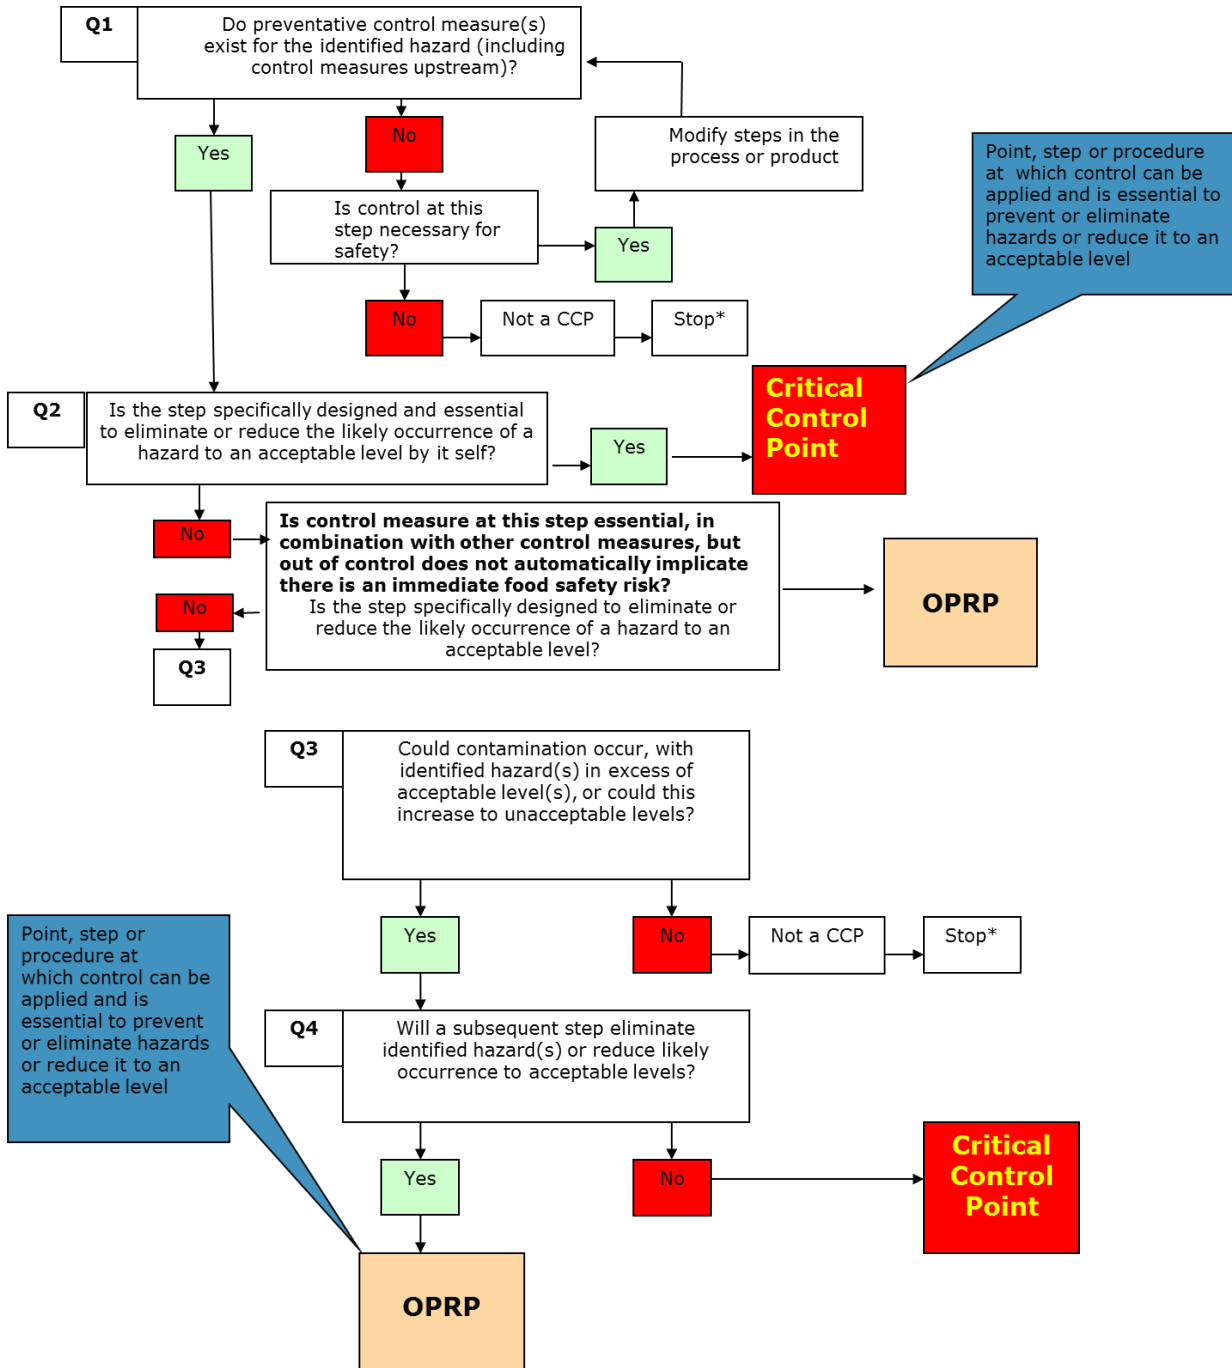 Q1
Do preventative control measure(s)
exist for the identified hazard (including
control measures upstream)?
Yes
No
Modify steps in the
process or product
Is control at this
step necessary for
safety?
Yes
No
Not a CCP
Stop*
Point, step or procedure
at which control can be
applied and is essential to
prevent or eliminate
hazards or reduce it to an
acceptable level
Q2
Is the step specifically designed and essential
to eliminate or reduce the likely occurrence of a
hazard to an acceptable level by it self?
Yes
Critical
Control
Point
No
Is control measure at this step essential, in
combination with other control measures, but
out of control does not automatically implicate
there is an immediate food safety risk?
Is the step specifically designed to eliminate or
reduce the likely occurrence of a hazard to an
acceptable level?
OPRP
No
Q3
Q3
Could contamination occur, with
identified hazard(s) in excess of
acceptable level(s), or could this
increase to unacceptable levels?
Yes
No
Not a CCP
Stop*
Point, step or
procedure at
which control can be
applied and is
essential to prevent
or eliminate hazards
or reduce it to an
acceptable level
Q4
Will a subsequent step eliminate
identified hazard(s) or reduce likely
occurrence to acceptable levels?
Yes
No
Critical
Control
Point
OPRP